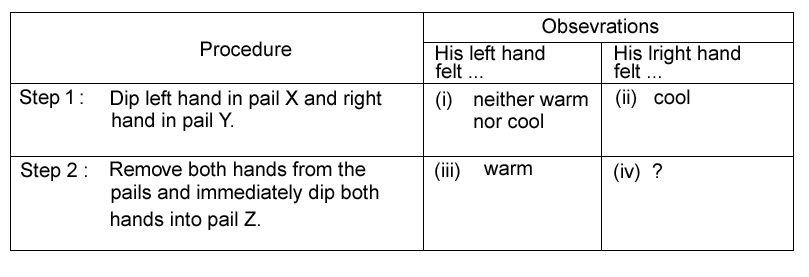 Procedure
Obsevrations
His left hand
felt ...
His lright hand
felt ...
Step 1 : Dip left hand in pail X and right
hand in pail Y.
(i) neither warm
nor cool
(ii) cool
Step 2 : Remove both hands from the
pails and immediately dip both
hands into pail Z.
(iii) warm
(iv) ?